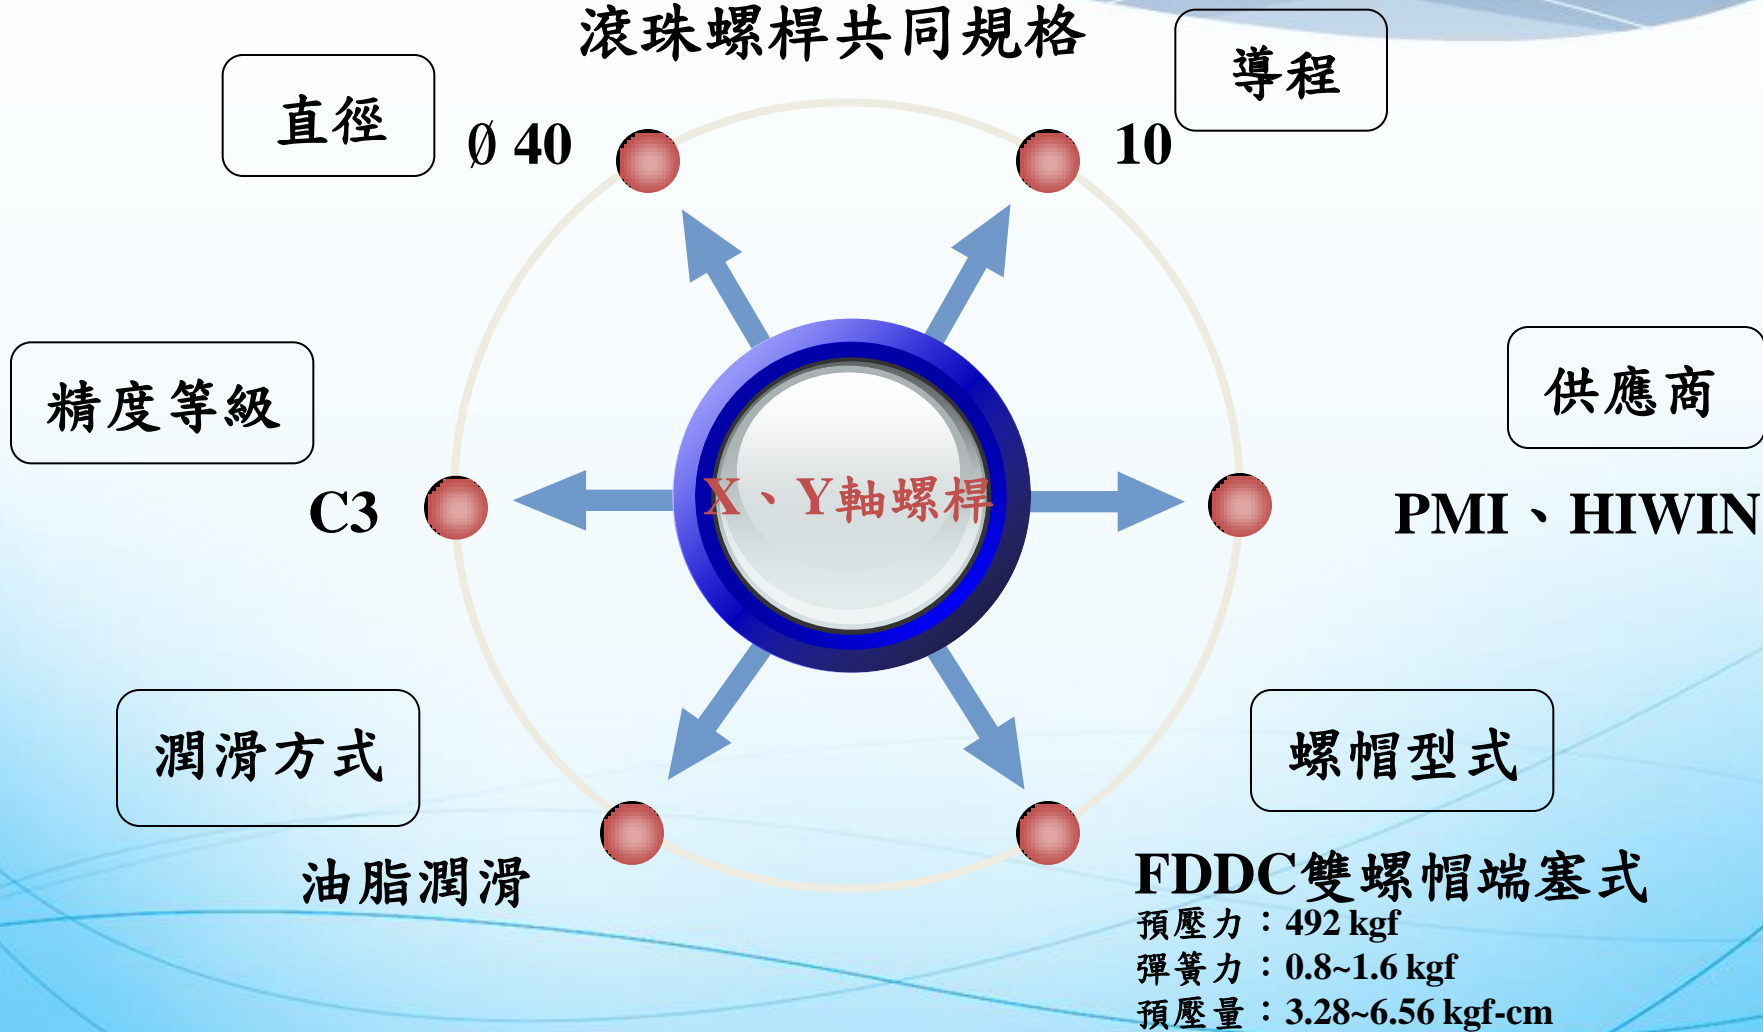 滾珠螺桿共同規格
直徑
Ø 40
導程
10
精度等級
C3
供應商
PMI、HIWIN
X、Y軸螺桿
潤滑方式
油脂潤滑
螺帽型式
FDDC雙螺帽端塞式
預壓力：492 kgf
彈簧力：0.8~1.6 kgf
預壓量：3.28~6.56 kgf-cm